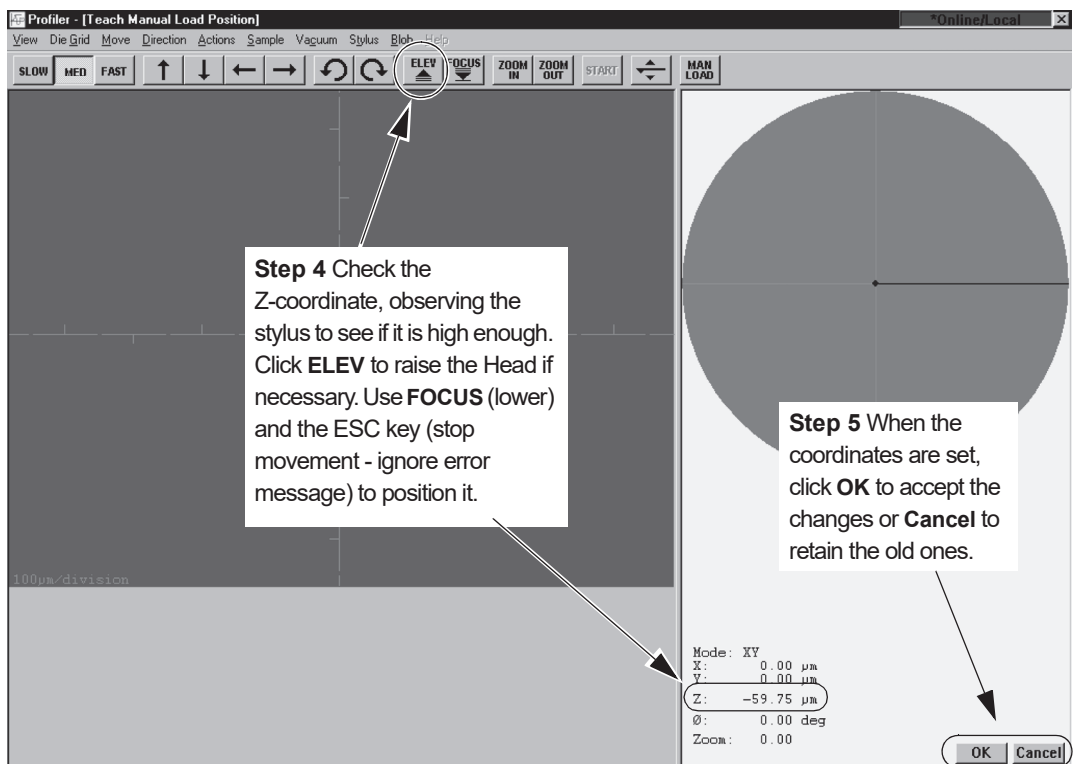 Profiler - [Teach Manual Load Position]
*Online/Local
View Die Grid Move Direction Actions Sample Vacuum Stylus Blob Help
SLOW MED FAST ELEV FOCUS ZOOM IN ZOOM OUT START MAN LOAD
Step 4 Check the
Z-coordinate, observing the
stylus to see if it is high enough.
Click ELEV to raise the Head if
necessary. Use FOCUS (lower)
and the ESC key (stop
movement - ignore error
message) to position it.
Step 5 When the
coordinates are set,
click OK to accept the
changes or Cancel to
retain the old ones.
100µm/division
Mode: XY
X: 0.00 µm
Y: 0.00 µm
Z: -59.75 µm
Ø: 0.00 deg
Zoom: 0.00
OK Cancel